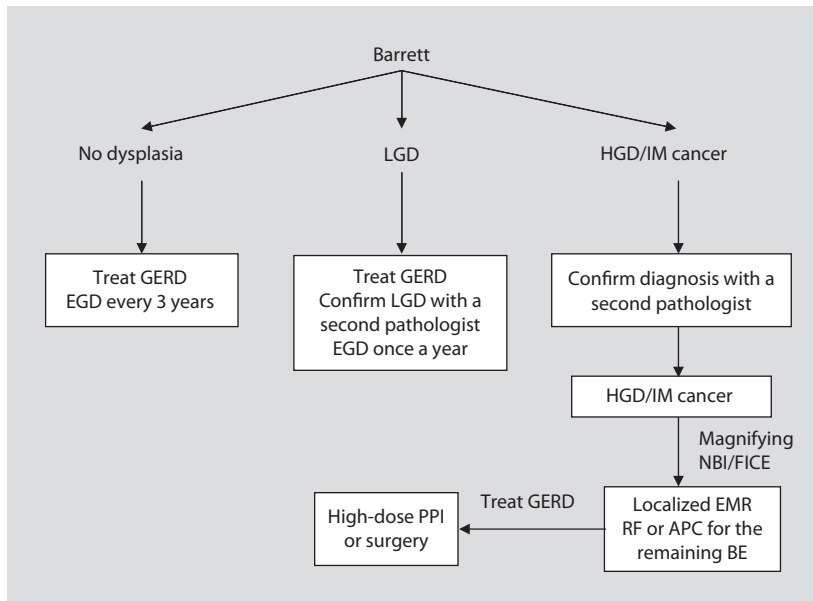 Barrett
No dysplasia
LGD
HGD/IM cancer
Treat GERD
EGD every 3 years
Treat GERD
Confirm LGD with a
second pathologist
EGD once a year
Confirm diagnosis with a
second pathologist
HGD/IM cancer
Magnifying
NBI/FICE
Localized EMR
RF or APC for the
remaining BE
Treat GERD
High-dose PPI
or surgery